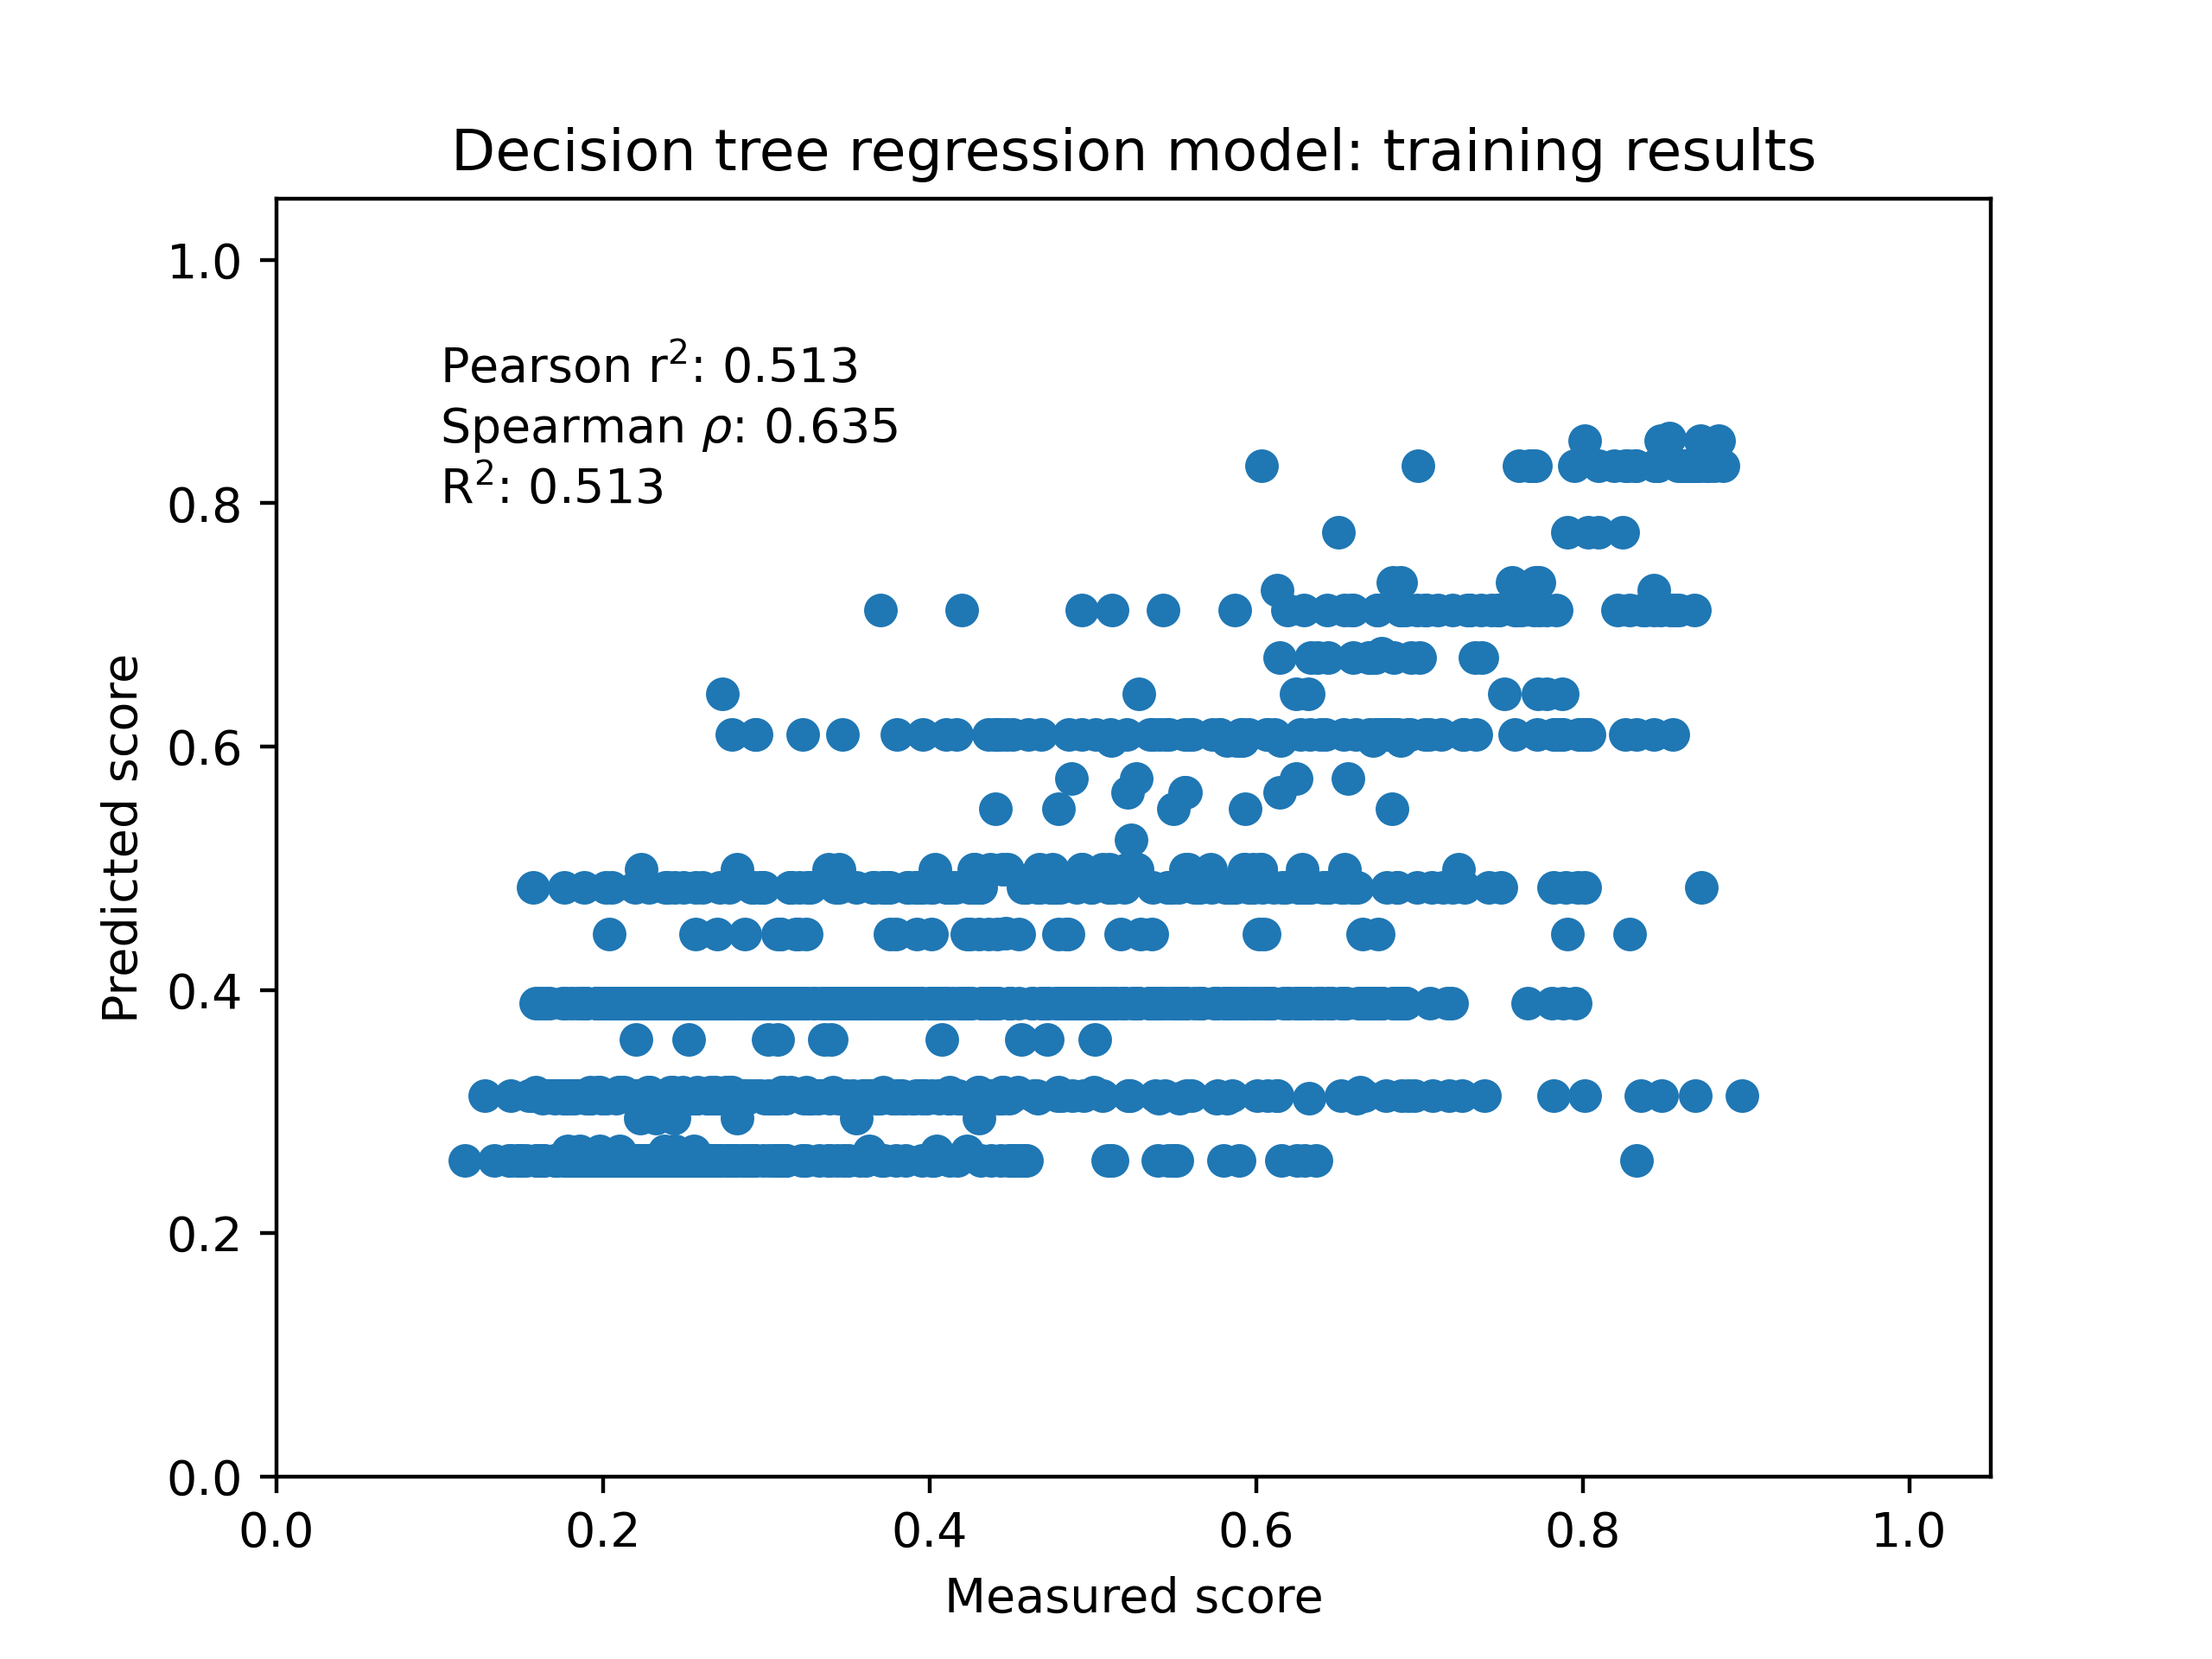 Decision tree regression model: training results
1.0
Pearson r²: 0.513
Spearman ρ: 0.635
R²: 0.513
0.8
0.6
Predicted score
0.4
0.2
0.0
0.0 0.2 0.4 0.6 0.8 1.0
Measured score